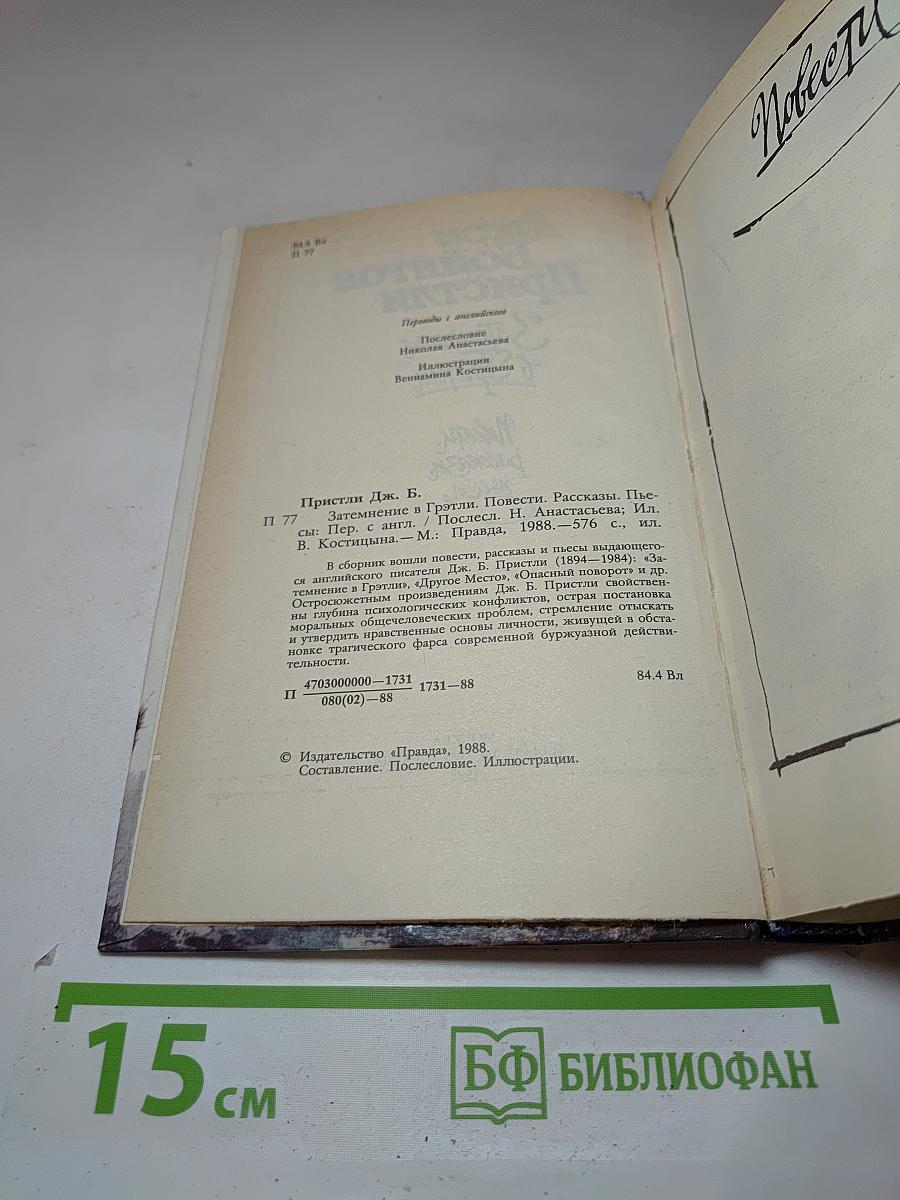 84.4 Вл
П 77
Переводы с английского
Послесловие
Николая Анастасьева
Иллюстрации
Вениамина Костицына
Пристли Дж. Б.
П 77 Затемнение в Грэтли. Повести. Рассказы. Пье-
сы: Пер. с англ. / Послесл. Н. Анастасьева; Ил.
В. Костицына.— М.: Правда, 1988.—576 с., ил.
В сборник вошли повести, рассказы и пьесы выдающего-
ся английского писателя Дж. Б. Пристли (1894—1984): «За-
темнение в Грэтли», «Другое Место», «Опасный поворот» и др.
Остросюжетным произведениям Дж. Б. Пристли свойствен-
ны глубина психологических конфликтов, острая постановка
моральных общечеловеческих проблем, стремление отыскать
и утвердить нравственные основы личности, живущей в обста-
новке трагического фарса современной буржуазной действи-
тельности.
П 4703000000—1731
080(02)—88
1731—88
84.4 Вл
© Издательство «Правда», 1988.
Составление. Послесловие. Иллюстрации.
Повести
15 см
БФ БИБЛИОФАН